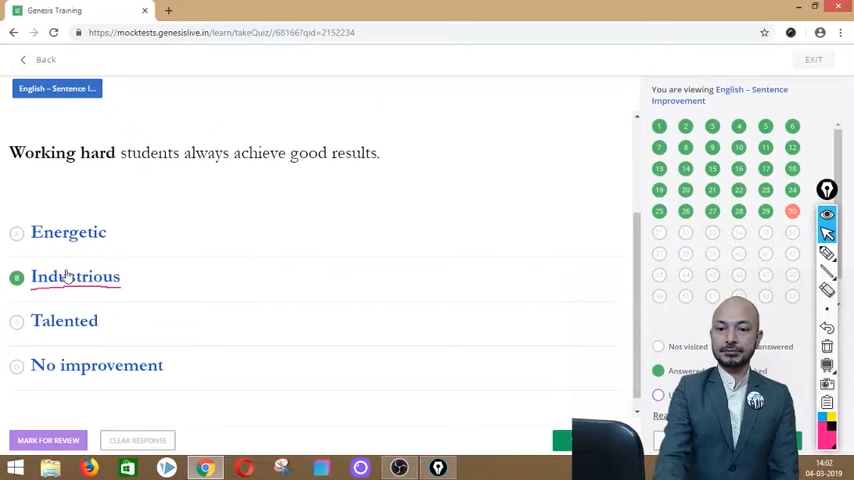 Genesis Training
https://mocktests.genesislive.in/learn/takeQuiz//68166?qid=2152234
Back
EXIT
English – Sentence I...
You are viewing English – Sentence
Improvement
1 2 3 4 5 6
7 8 9 10 11 12
13 14 15 16 17 18
19 20 21 22 23 24
25 26 27 28 29 30
Working hard students always achieve good results.
A Energetic
B Industrious
C Talented
D No improvement
Not visited
answered
Answered
MARK FOR REVIEW
CLEAR RESPONSE
14:02
04-03-2019